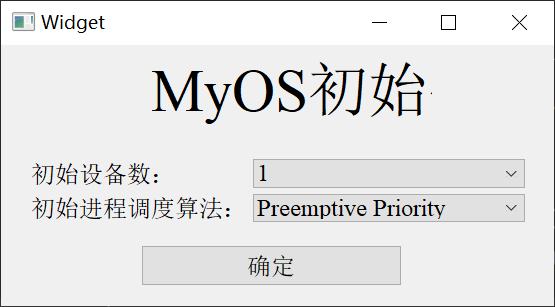 Widget
MyOS初始
初始设备数：
1
初始进程调度算法：
Preemptive Priority
确定